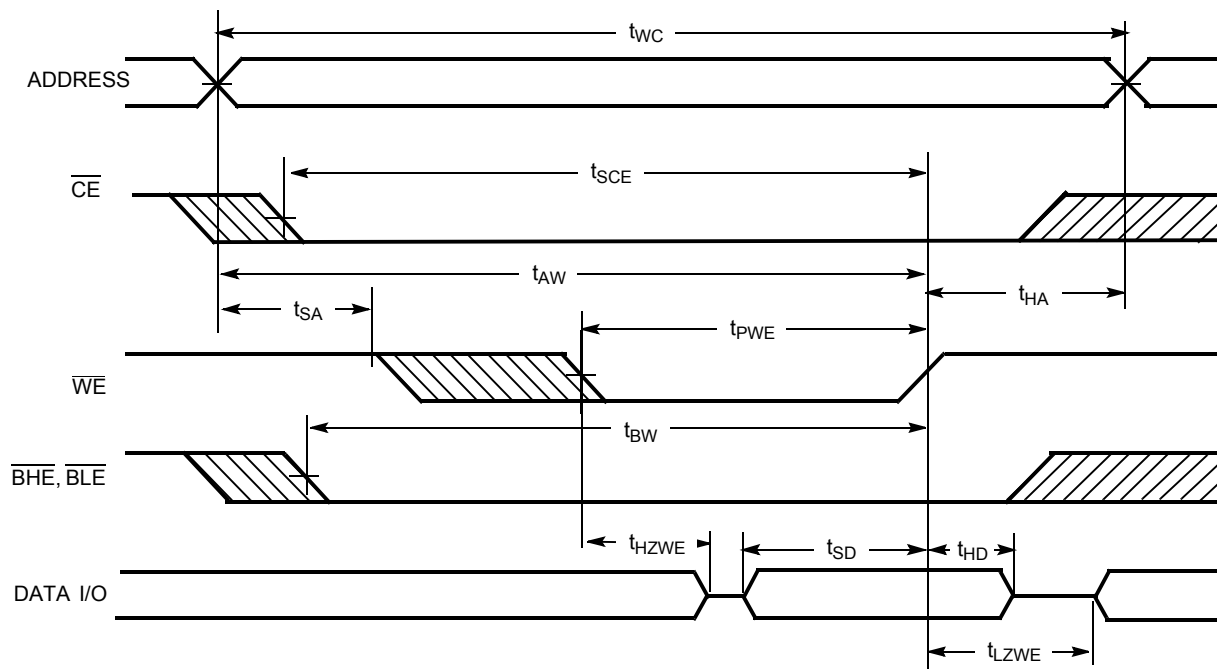 tWC
ADDRESS
tSCE
CE
tAW
tSA
tHA
tPWE
WE
tBW
BHE, BLE
tHZWE
tSD
tHD
DATA I/O
tLZWE